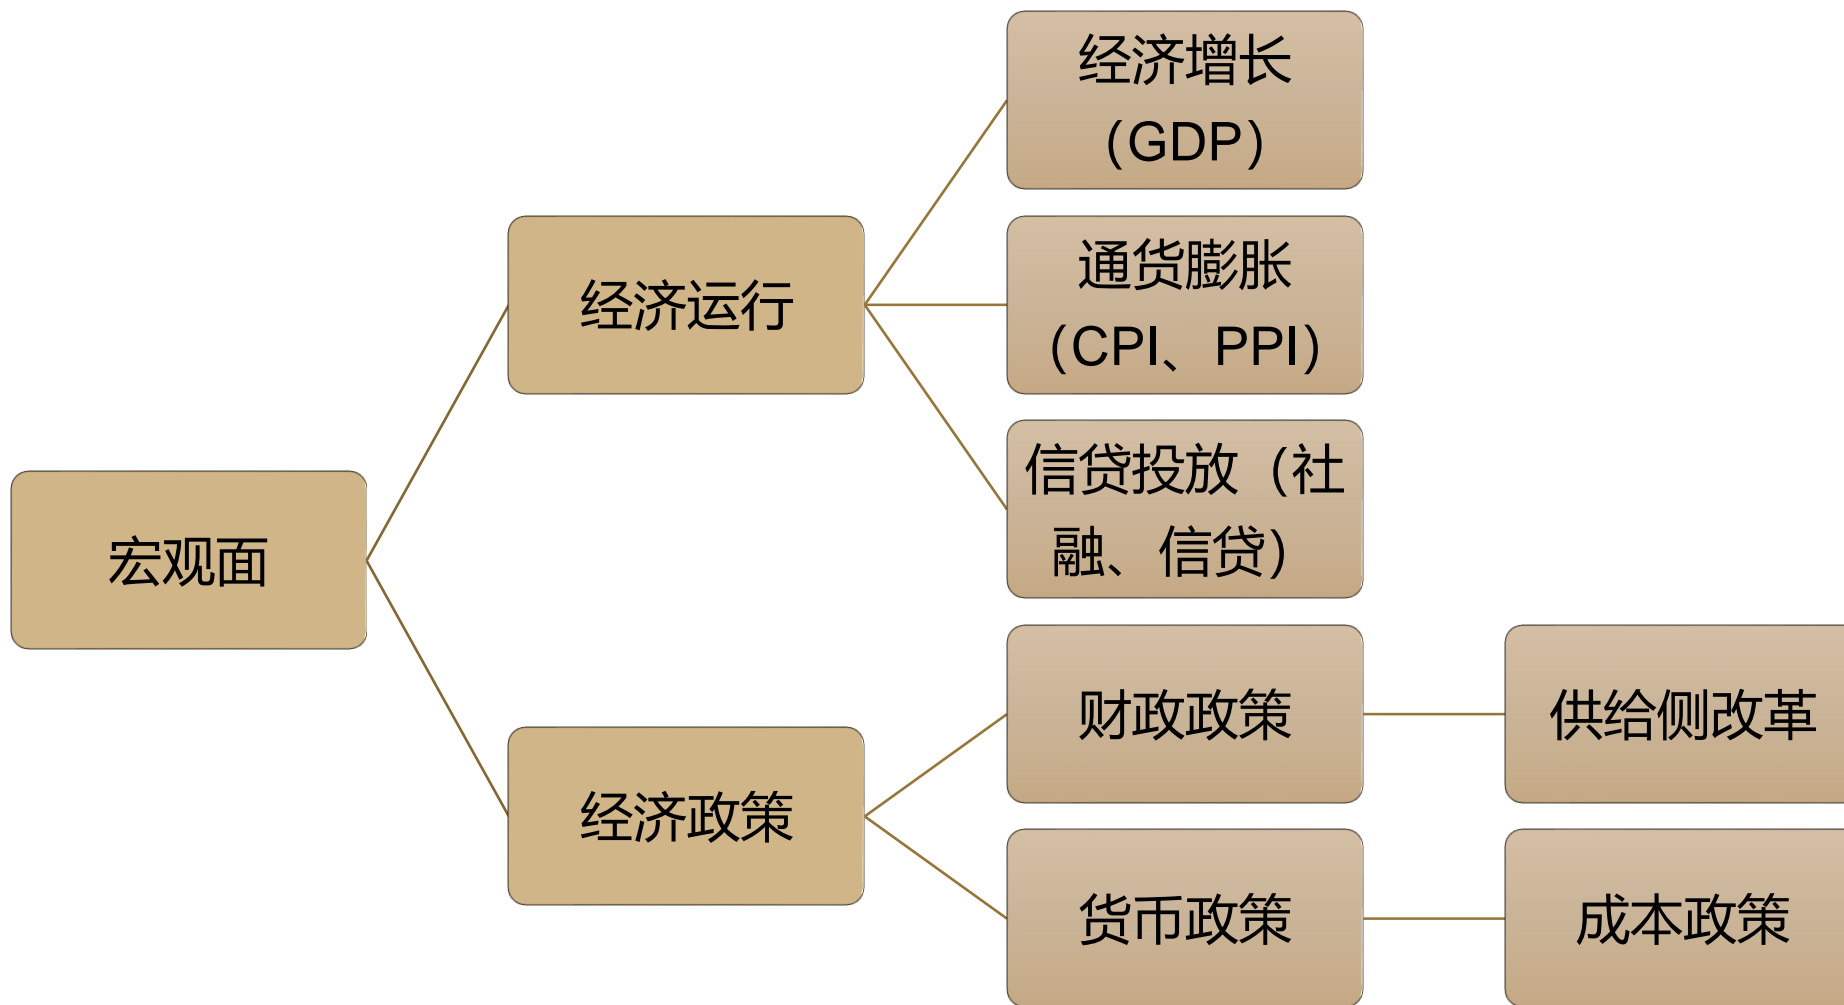 经济增长
（GDP）
通货膨胀
（CPI、PPI）
信贷投放（社
融、信贷）
经济运行
宏观面
经济政策
财政政策
供给侧改革
货币政策
成本政策